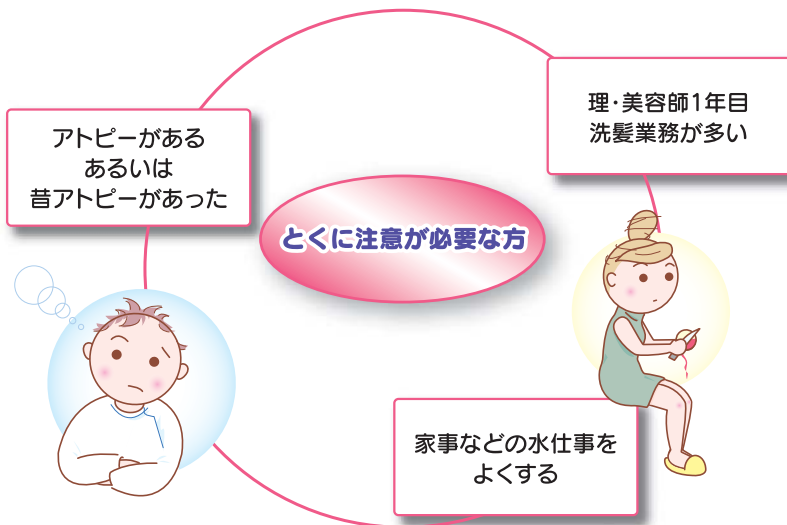 とくに注意が必要な方
アトピーがある
あるいは
昔アトピーがあった
理・美容師1年目
洗髪業務が多い
家事などの水仕事を
よくする